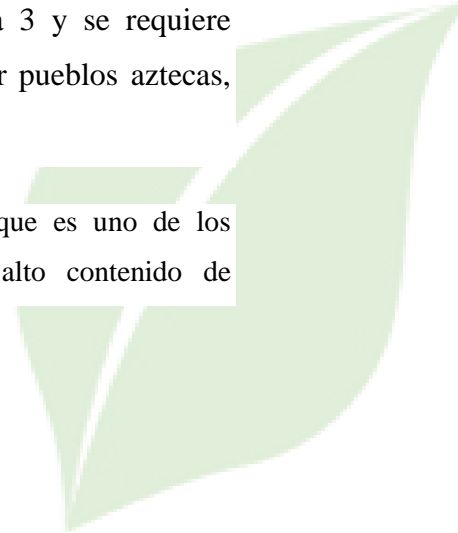 a 3 y se requiere
r pueblos aztecas,
que es uno de los
alto contenido de